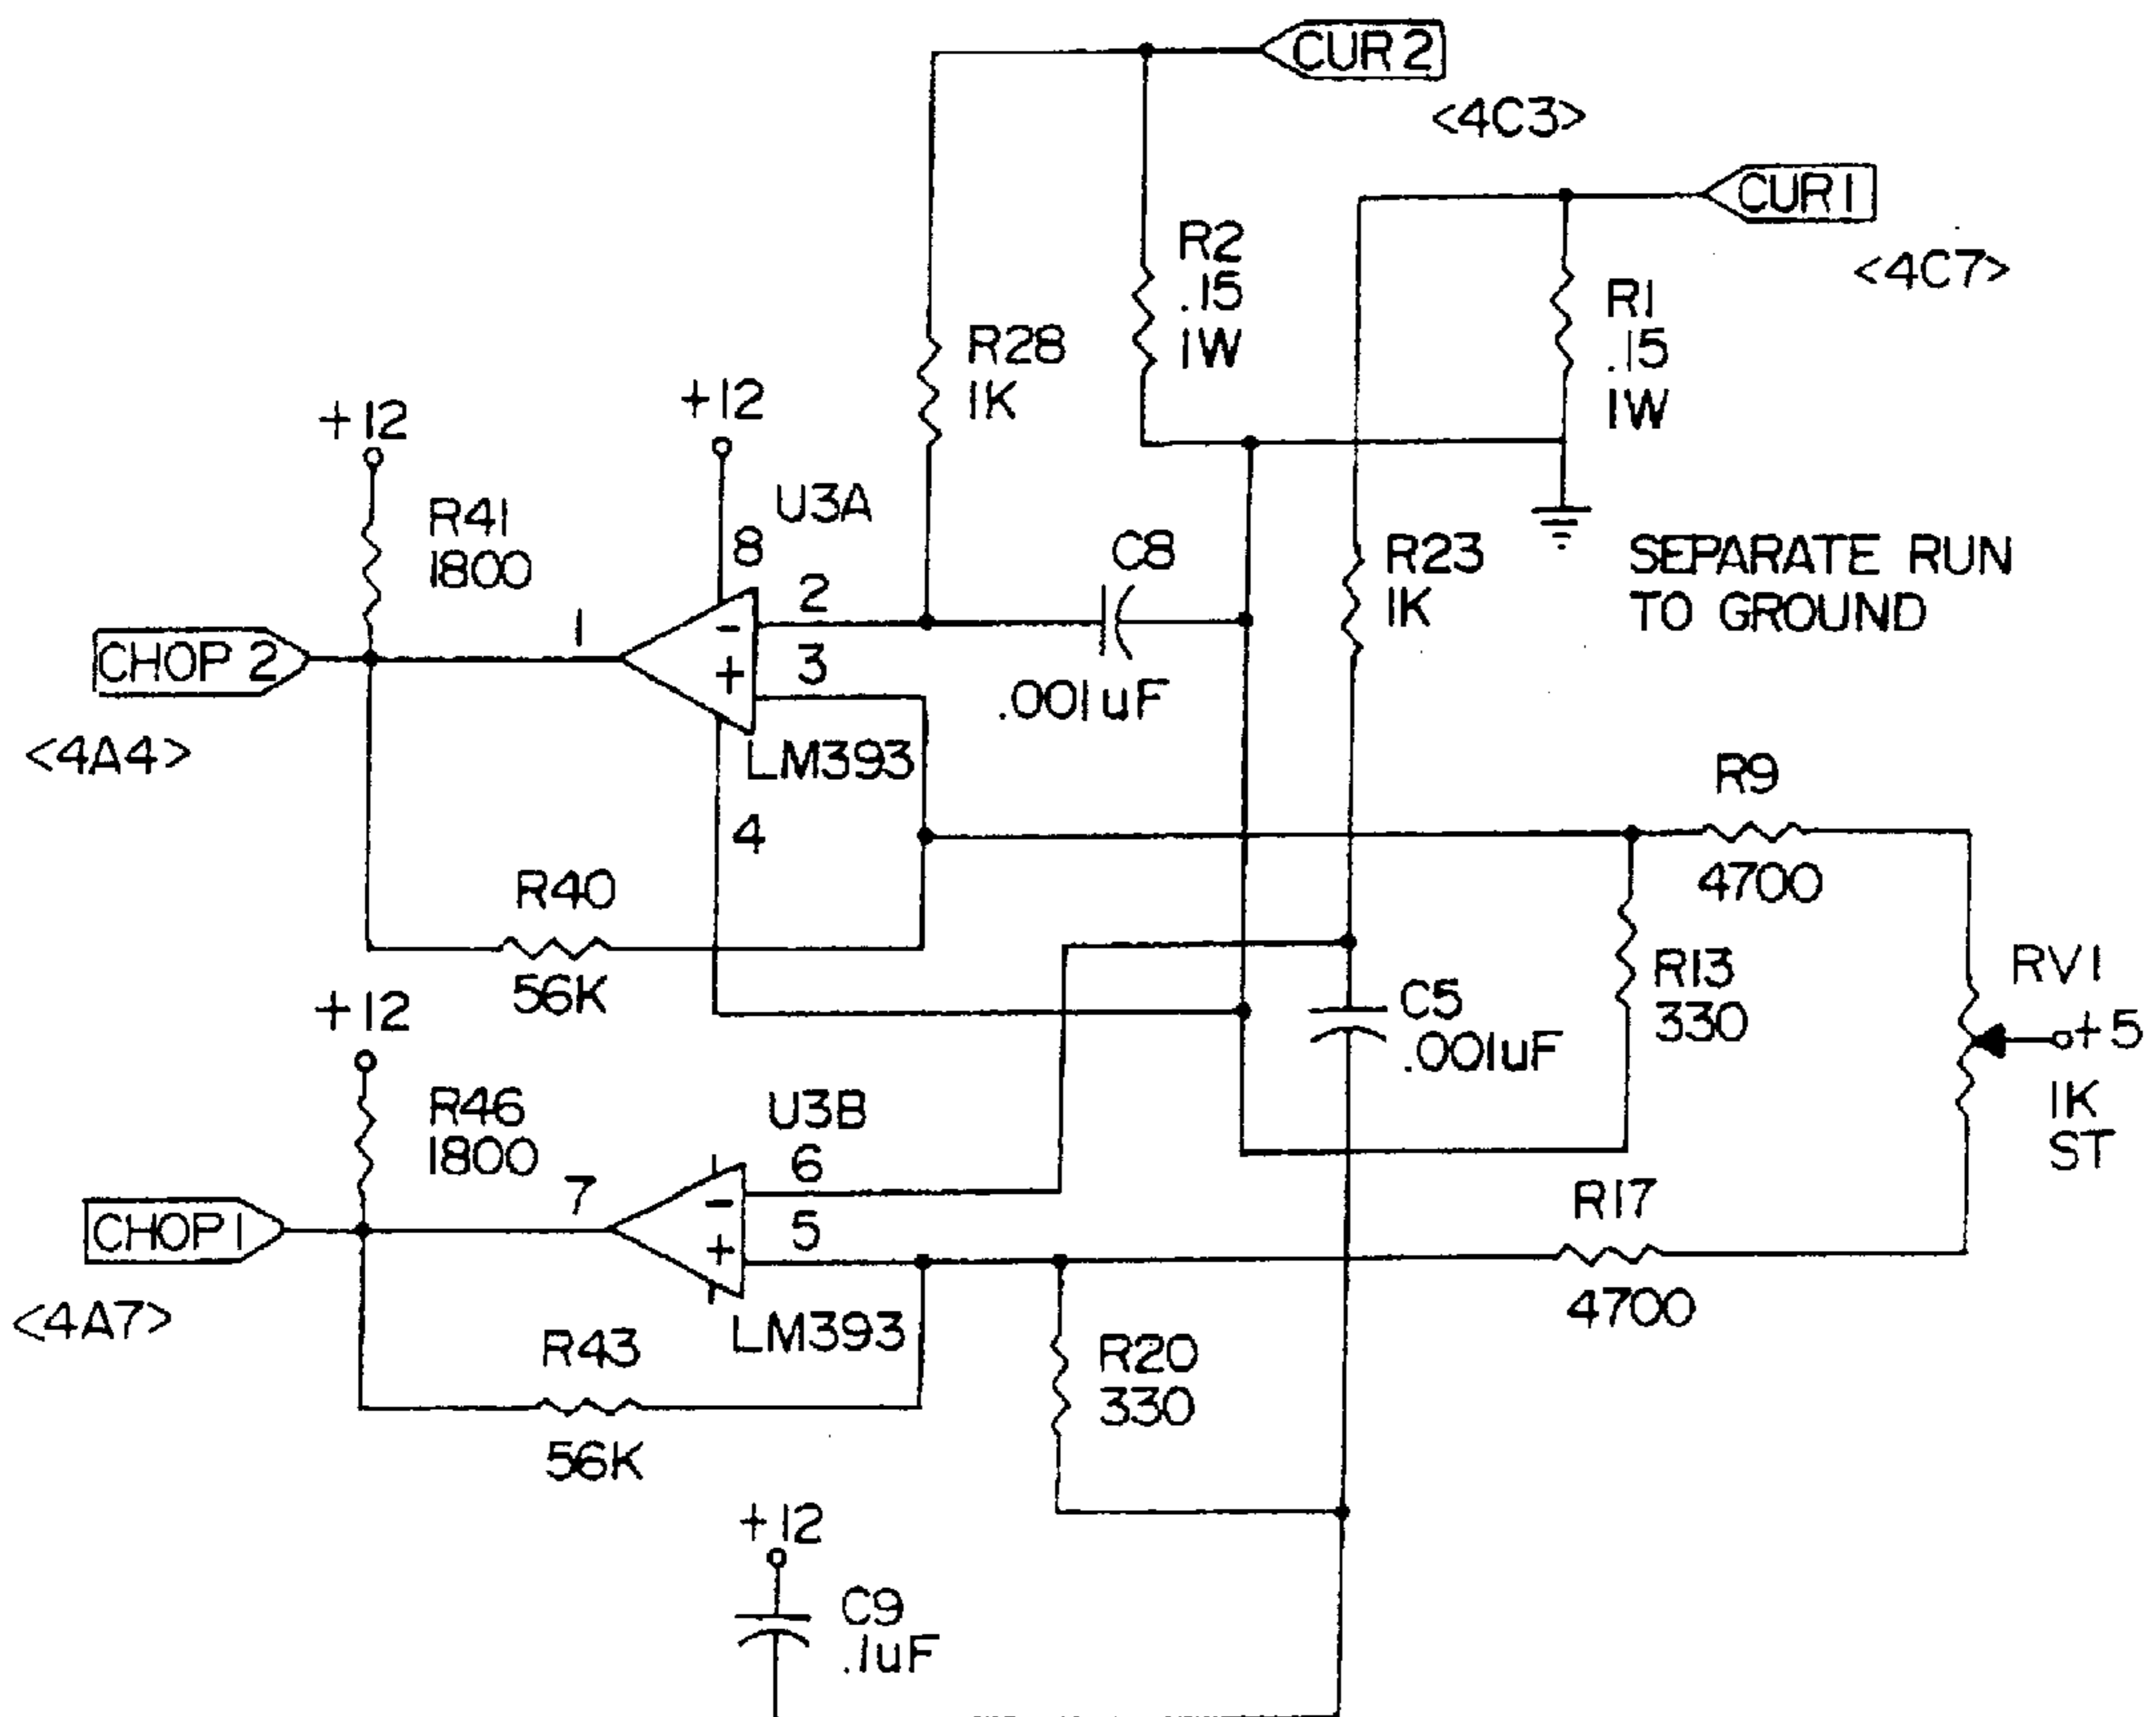 CUR 2
<4C3>
CUR 1
<4C7>
R2
.15
1W
R1
.15
1W
R28
1K
+12
+12
R41
1800
U3A
8
2
3
1
4
-
+
LM393
C8
.001uF
R23
1K
SEPARATE RUN
TO GROUND
CHOP 2
<4A4>
R9
4700
R40
56K
R13
330
RV1
+5
1K
ST
C5
.001uF
+12
R46
1800
U3B
6
5
7
-
+
LM393
CHOP 1
<4A7>
R17
4700
R43
56K
R20
330
+12
C9
.1uF